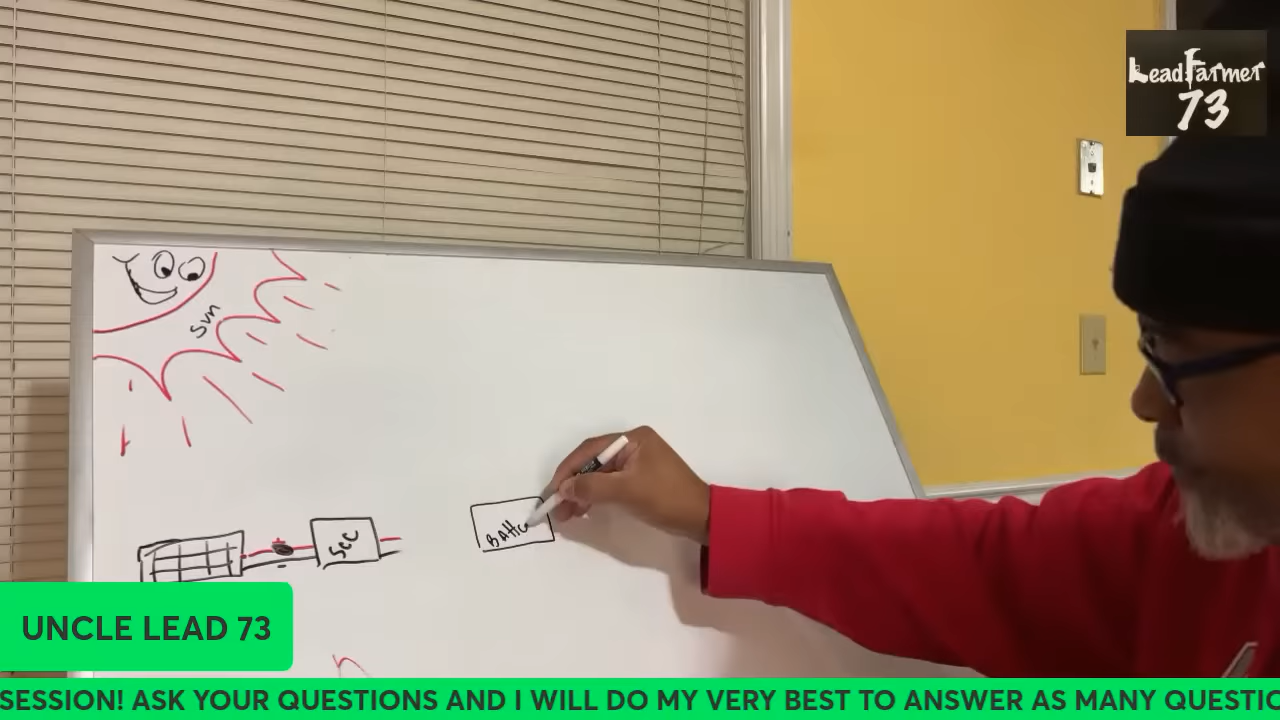 LeadFarmer
73
Sun
SCC
Batte
+
-
UNCLE LEAD 73
SESSION! ASK YOUR QUESTIONS AND I WILL DO MY VERY BEST TO ANSWER AS MANY QUESTIO